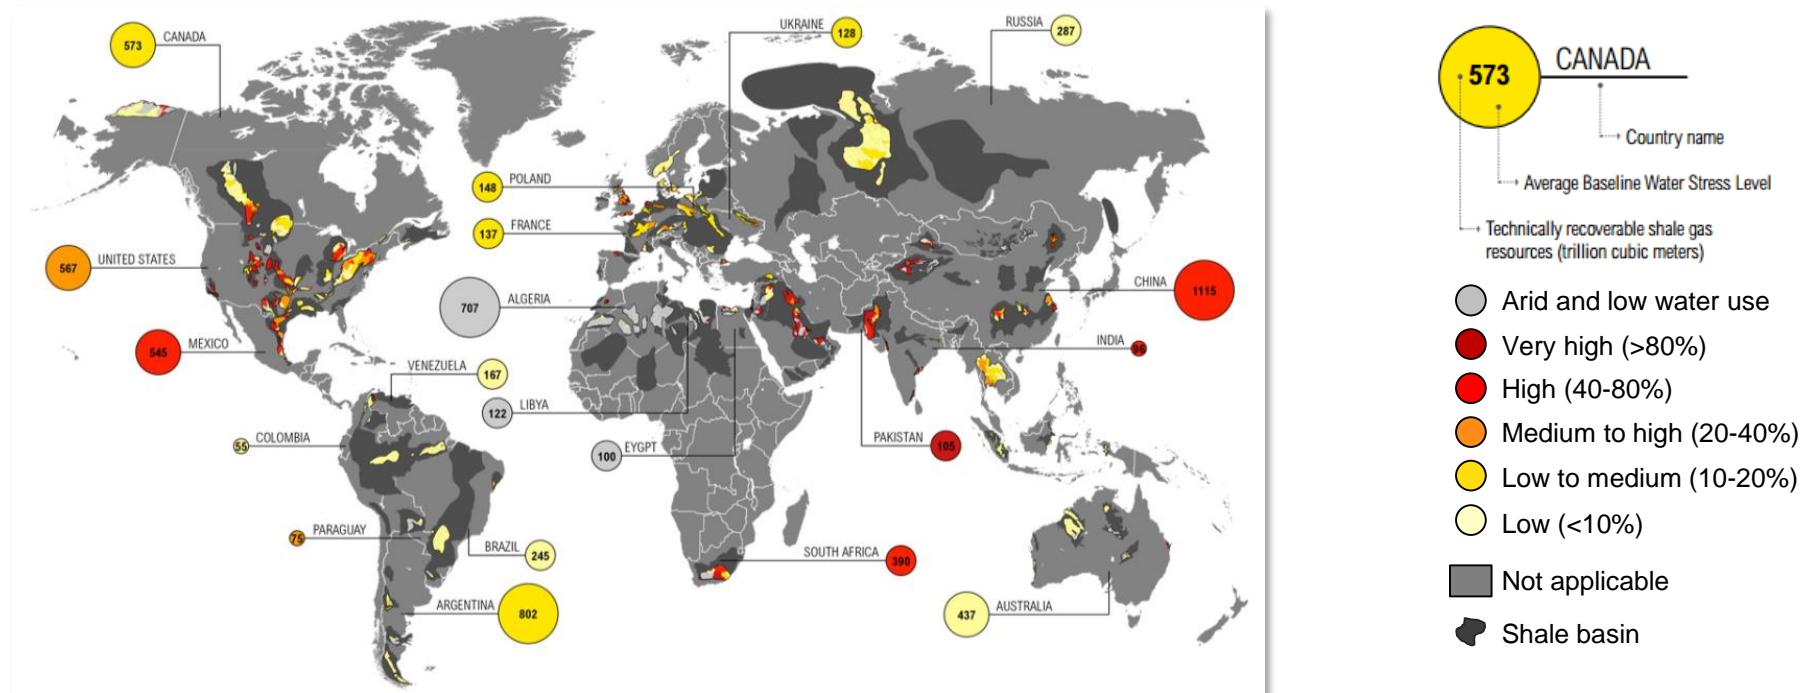 573
CANADA
UKRAINE
128
RUSSIA
287
148
POLAND
137
FRANCE
567
UNITED STATES
707
ALGERIA
CHINA
1115
545
MEXICO
INDIA
96
VENEZUELA
167
122
LIBYA
55
COLOMBIA
100
EYGPT
PAKISTAN
105
75
PARAGUAY
BRAZIL
245
SOUTH AFRICA
390
ARGENTINA
802
437
AUSTRALIA
573
CANADA
Country name
Average Baseline Water Stress Level
Technically recoverable shale gas
resources (trillion cubic meters)
Arid and low water use
Very high (>80%)
High (40-80%)
Medium to high (20-40%)
Low to medium (10-20%)
Low (<10%)
Not applicable
Shale basin